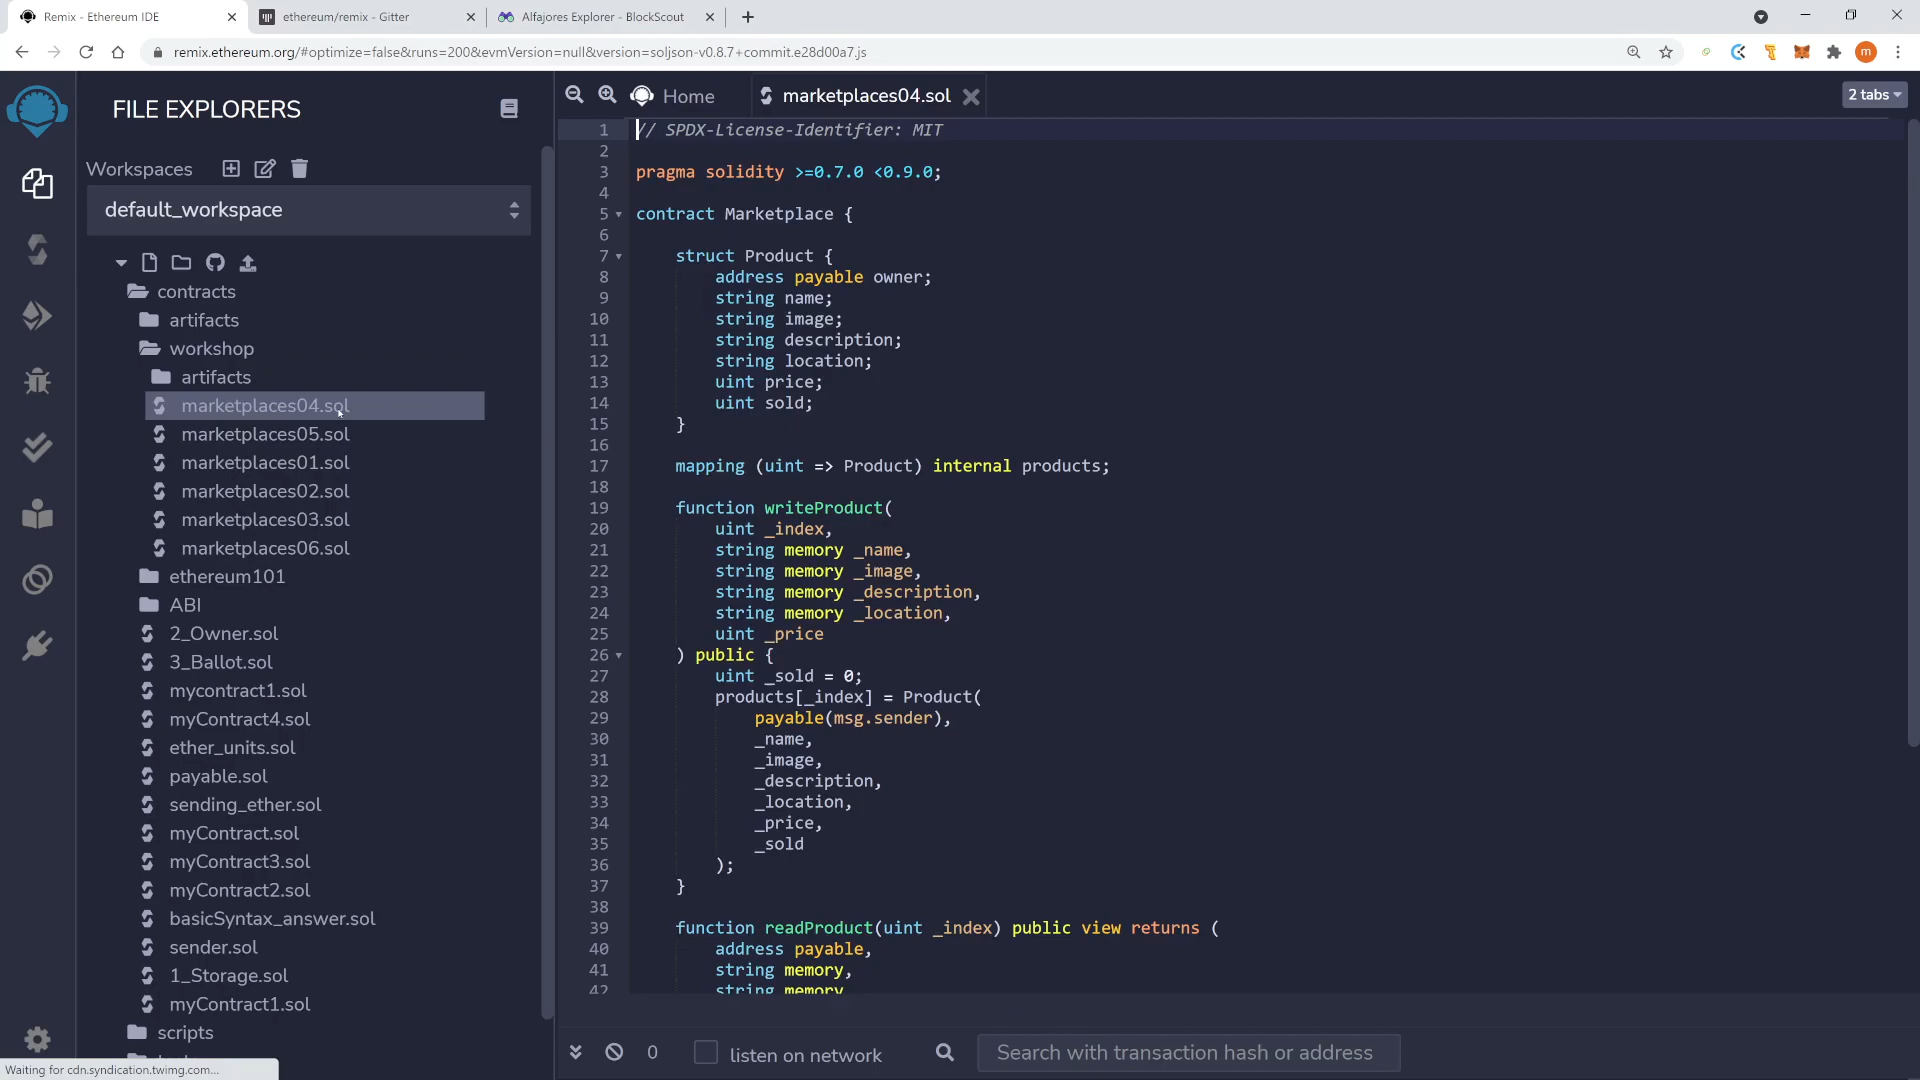 Remix - Ethereum IDE
ethereum/remix - Gitter
Alfajores Explorer - BlockScout
remix.ethereum.org/#optimize=false&runs=200&evmVersion=null&version=soljson-v0.8.7+commit.e28d00a7.js
m
FILE EXPLORERS
Workspaces
default_workspace
contracts
artifacts
workshop
artifacts
marketplaces04.sol
marketplaces05.sol
marketplaces01.sol
marketplaces02.sol
marketplaces03.sol
marketplaces06.sol
ethereum101
ABI
2_Owner.sol
3_Ballot.sol
mycontract1.sol
myContract4.sol
ether_units.sol
payable.sol
sending_ether.sol
myContract.sol
myContract3.sol
myContract2.sol
basicSyntax_answer.sol
sender.sol
1_Storage.sol
myContract1.sol
scripts
Waiting for cdn.syndication.twimg.com...
Home
marketplaces04.sol
2 tabs
1 // SPDX-License-Identifier: MIT
2
3 pragma solidity >=0.7.0 <0.9.0;
4
5 contract Marketplace {
6
7 struct Product {
8 address payable owner;
9 string name;
10 string image;
11 string description;
12 string location;
13 uint price;
14 uint sold;
15 }
16
17 mapping (uint => Product) internal products;
18
19 function writeProduct(
20 uint _index,
21 string memory _name,
22 string memory _image,
23 string memory _description,
24 string memory _location,
25 uint _price
26 ) public {
27 uint _sold = 0;
28 products[_index] = Product(
29 payable(msg.sender),
30 _name,
31 _image,
32 _description,
33 _location,
34 _price,
35 _sold
36 );
37 }
38
39 function readProduct(uint _index) public view returns (
40 address payable,
41 string memory,
42 string memory
0
listen on network
Search with transaction hash or address